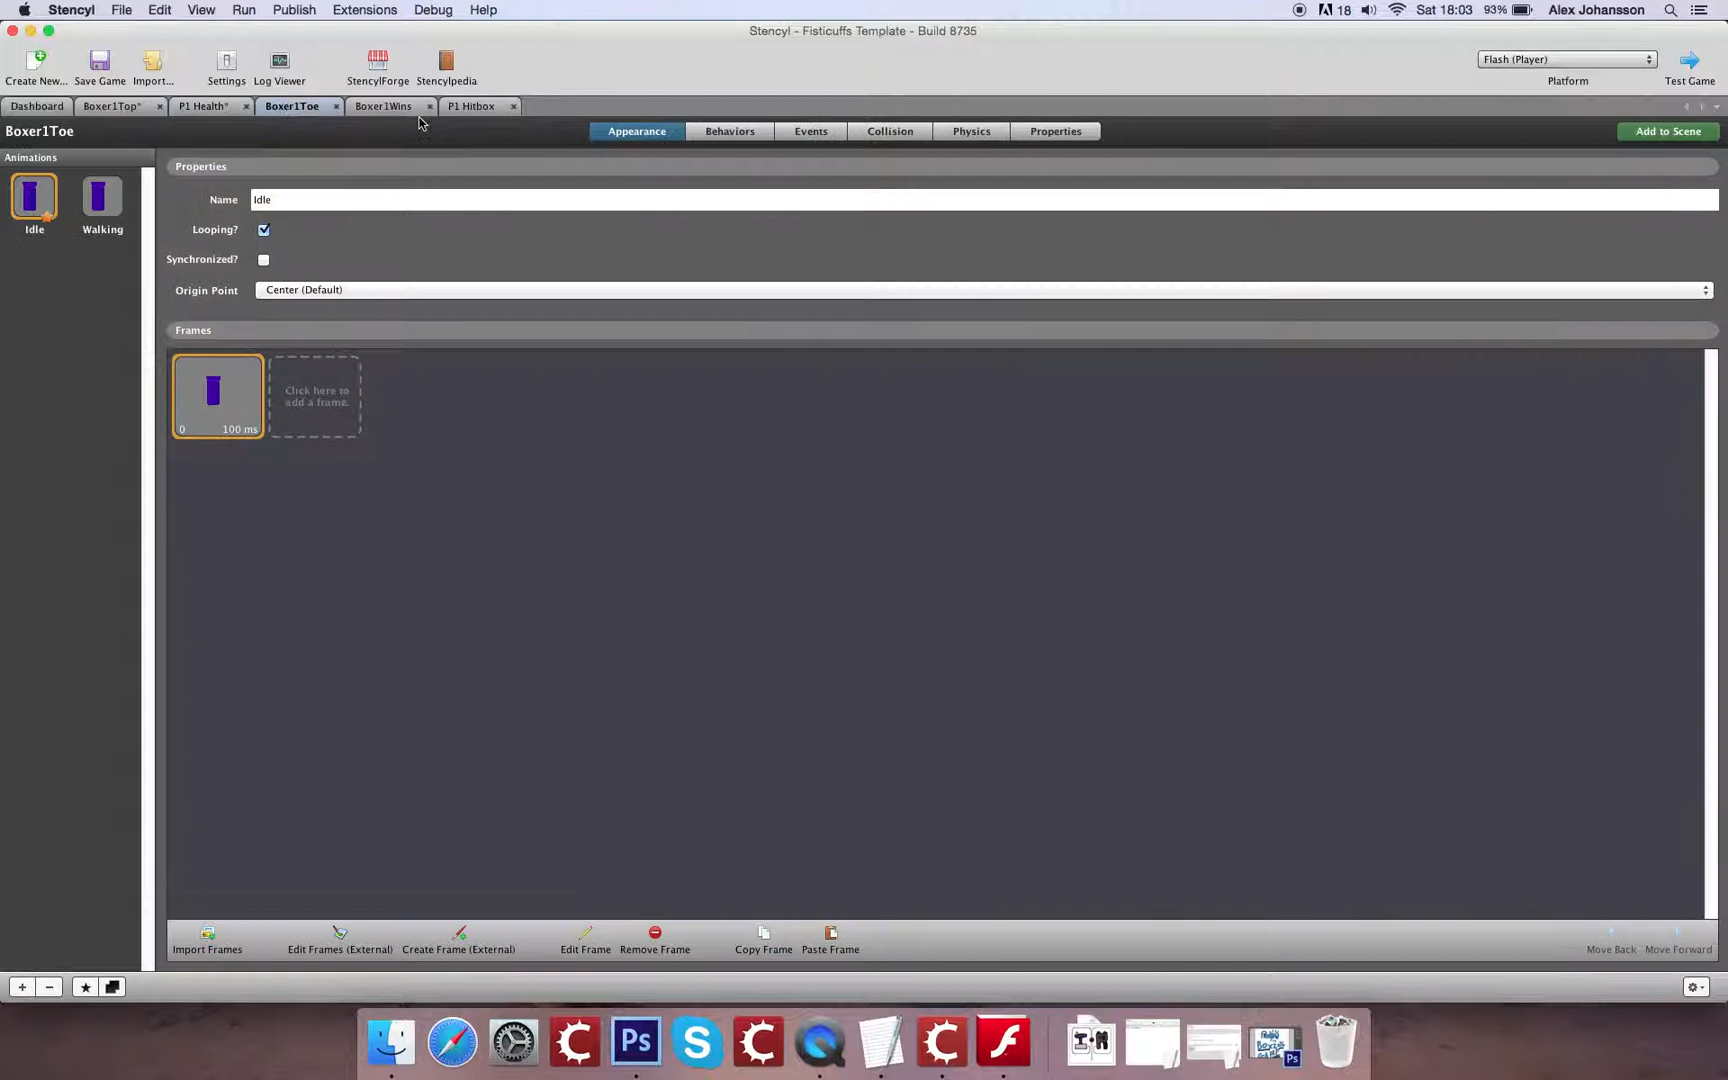 Stencyl File Edit View Run Publish Extensions Debug Help 18 Sat 18:03 93% Alex Johansson
Stencyl - Fisticuffs Template - Build 8735
Create New... Save Game Import... Settings Log Viewer StencylForge Stencylpedia Flash (Player) Platform Test Game
Dashboard Boxer1Top* P1 Health* Boxer1Toe Boxer1Wins P1 Hitbox
Boxer1Toe Appearance Behaviors Events Collision Physics Properties Add to Scene
Animations
Idle Walking
Properties
Name Idle
Looping?
Synchronized?
Origin Point Center (Default)
Frames
0 100 ms
Click here to
add a frame.
Import Frames Edit Frames (External) Create Frame (External) Edit Frame Remove Frame Copy Frame Paste Frame Move Back Move Forward
Ps
Ps